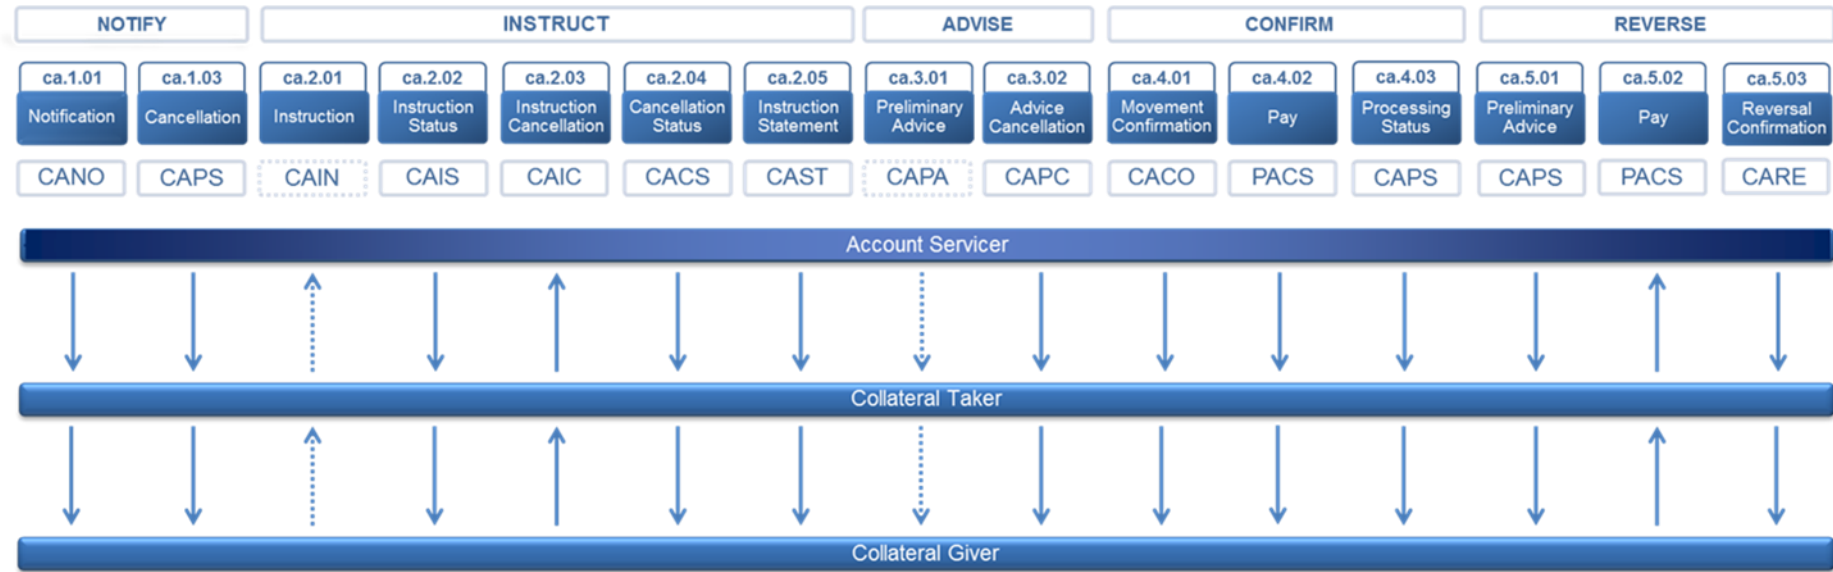 NOTIFY INSTRUCT ADVISE CONFIRM REVERSE
ca.1.01 ca.1.03 ca.2.01 ca.2.02 ca.2.03 ca.2.04 ca.2.05 ca.3.01 ca.3.02 ca.4.01 ca.4.02 ca.4.03 ca.5.01 ca.5.02 ca.5.03
Notification
Cancellation
Instruction
Instruction
Status
Instruction
Cancellation
Cancellation
Status
Instruction
Statement
Preliminary
Advice
Advice
Cancellation
Movement
Confirmation
Pay
Processing
Status
Preliminary
Advice
Pay
Reversal
Confirmation
CANO CAPS CAIN CAIS CAIC CACS CAST CAPA CAPC CACO PACS CAPS CAPS PACS CARE
Account Servicer
Collateral Taker
Collateral Giver